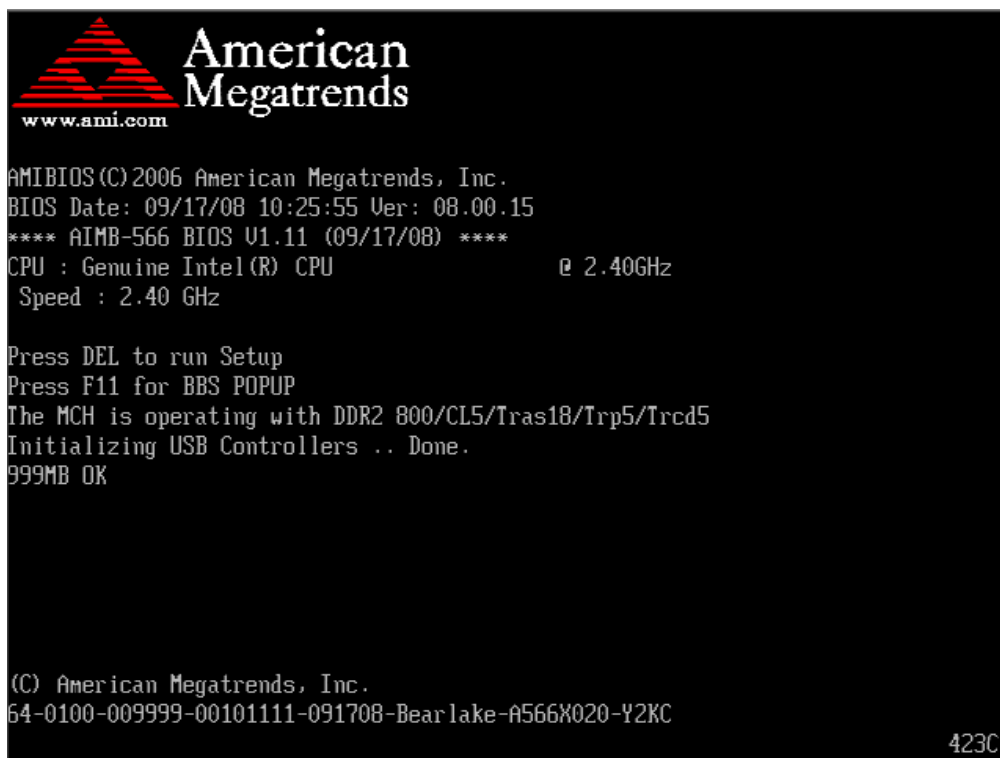 American
Megatrends
www.ami.com
AMIBIOS(C)2006 American Megatrends, Inc.
BIOS Date: 09/17/08 10:25:55 Ver: 08.00.15
**** AIMB-566 BIOS V1.11 (09/17/08) ****
CPU : Genuine Intel(R) CPU @ 2.40GHz
Speed : 2.40 GHz
Press DEL to run Setup
Press F11 for BBS POPUP
The MCH is operating with DDR2 800/CL5/Tras18/Trp5/Trcd5
Initializing USB Controllers .. Done.
999MB OK
(C) American Megatrends, Inc.
64-0100-009999-00101111-091708-Bearlake-A566X020-Y2KC
423C